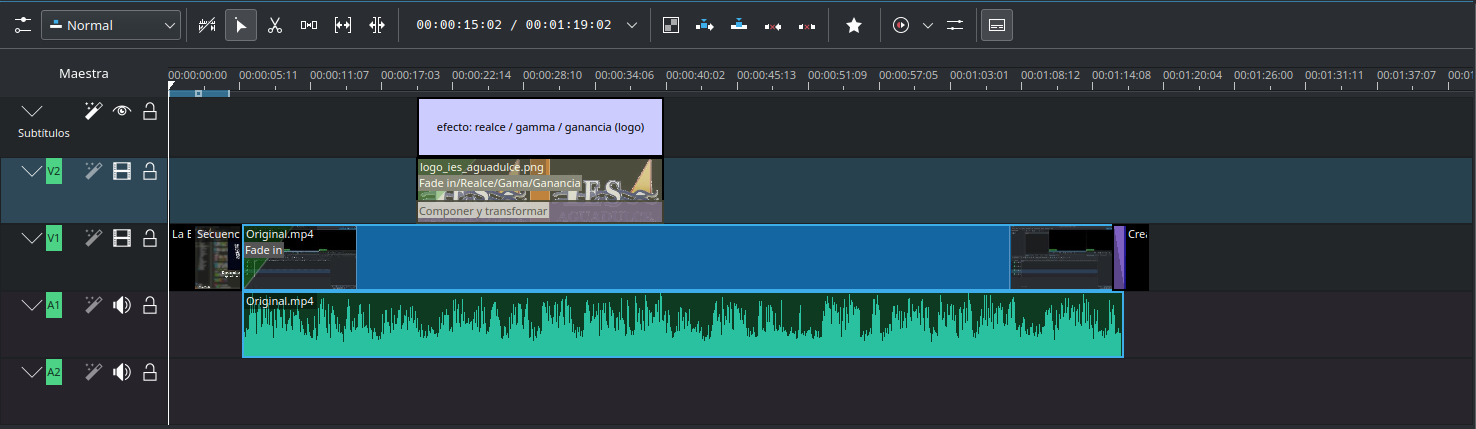 Normal
00:00:15:02 / 00:01:19:02
Maestra
00:00:00:00 00:00:05:11 00:00:11:07 00:00:17:03 00:00:22:14 00:00:28:10 00:00:34:06 00:00:40:02 00:00:45:13 00:00:51:09 00:00:57:05 00:01:03:01 00:01:08:12 00:01:14:08 00:01:20:04 00:01:26:00 00:01:31:11 00:01:37:07 00:0
Subtítulos
efecto: realce / gamma / ganancia (logo)
V2
logo_ies_aguadulce.png
Fade in/Realce/Gama/Ganancia
IES
Componer y transformar
V1
La E
Secuenc
Original.mp4
Fade in
Cre
A1
Original.mp4
A2